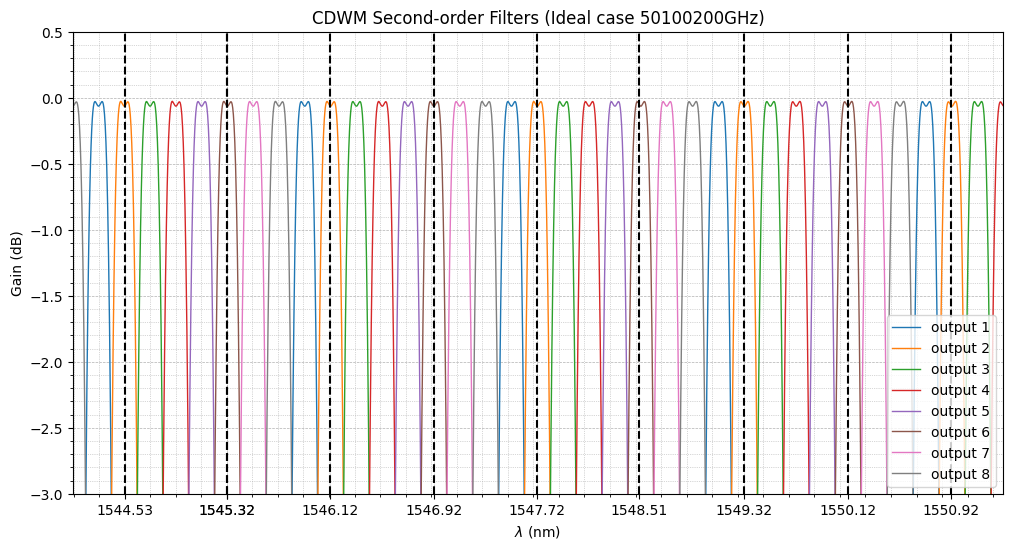 CDWM Second-order Filters (Ideal case 50100200GHz)
0.5
0.0
−0.5
−1.0
−1.5
−2.0
−2.5
−3.0
Gain (dB)
output 1
output 2
output 3
output 4
output 5
output 6
output 7
output 8
1544.53 1545.32 1546.12 1546.92 1547.72 1548.51 1549.32 1550.12 1550.92
λ (nm)